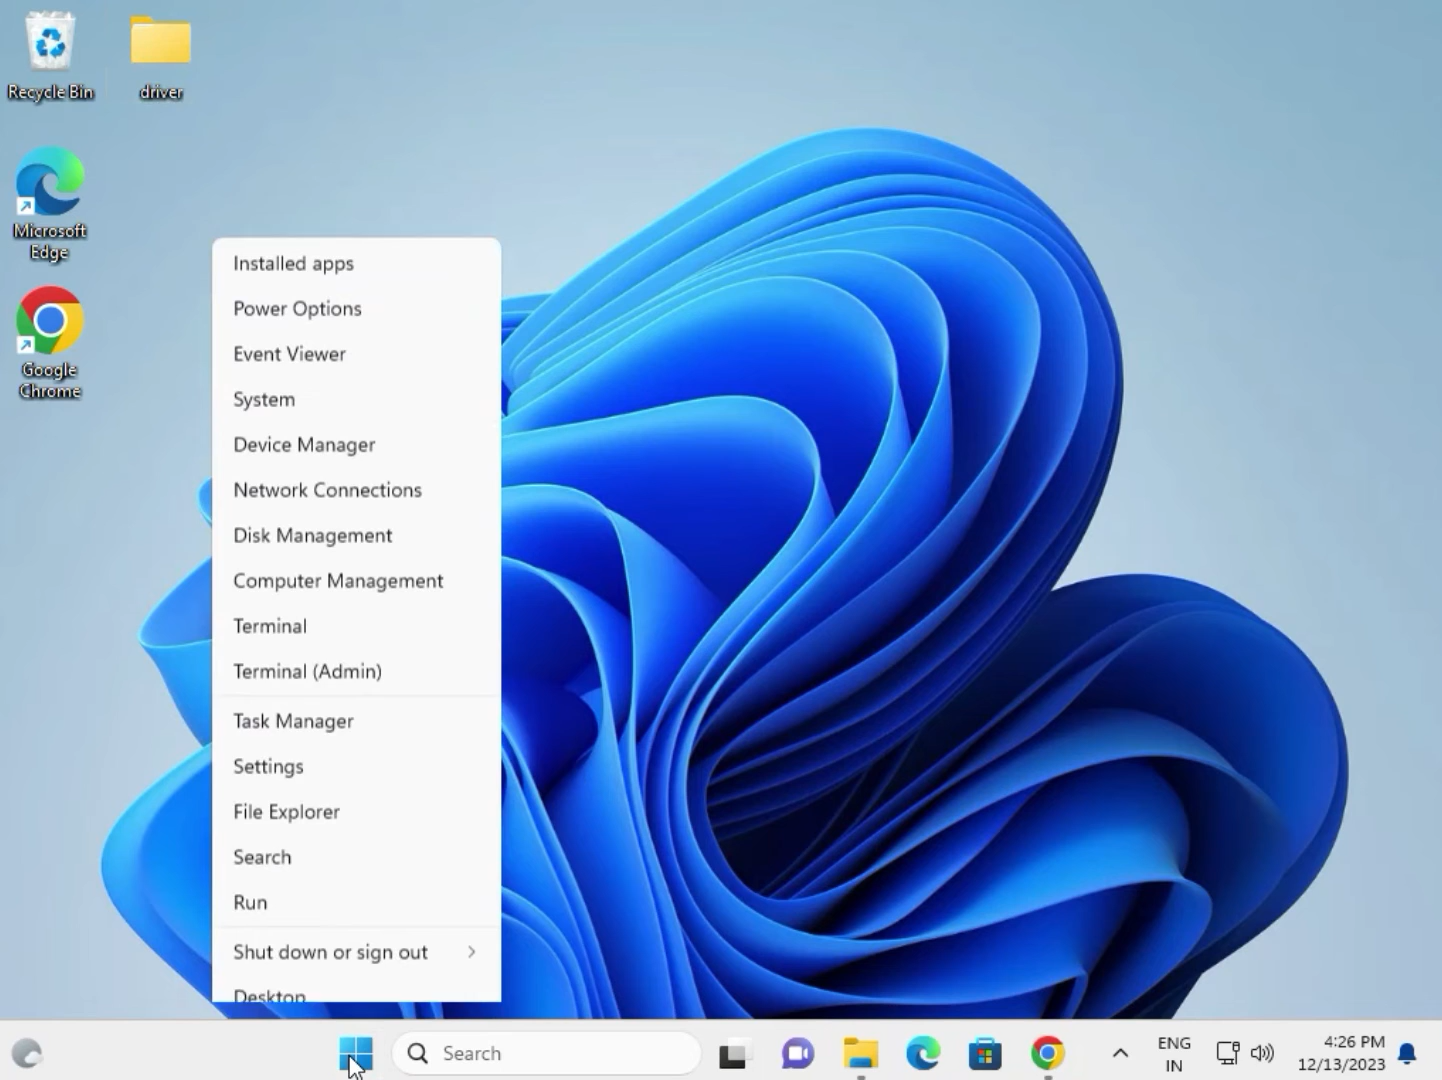 Recycle Bin
driver
Microsoft
Edge
Google
Chrome
Installed apps
Power Options
Event Viewer
System
Device Manager
Network Connections
Disk Management
Computer Management
Terminal
Terminal (Admin)
Task Manager
Settings
File Explorer
Search
Run
Shut down or sign out
Desktop
Search
ENG
IN
4:26 PM
12/13/2023